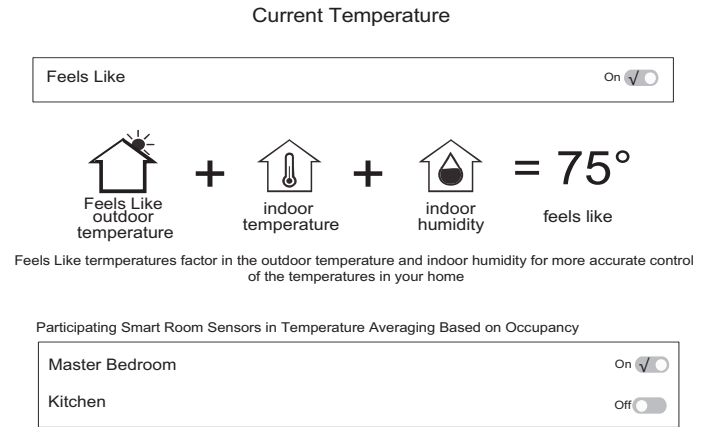 Current Temperature
Feels Like On √
+ + = 75°
Feels Like
outdoor
temperature
indoor
temperature
indoor
humidity
feels like
Feels Like termperatures factor in the outdoor temperature and indoor humidity for more accurate control
of the temperatures in your home
Participating Smart Room Sensors in Temperature Averaging Based on Occupancy
Master Bedroom On √
Kitchen Off